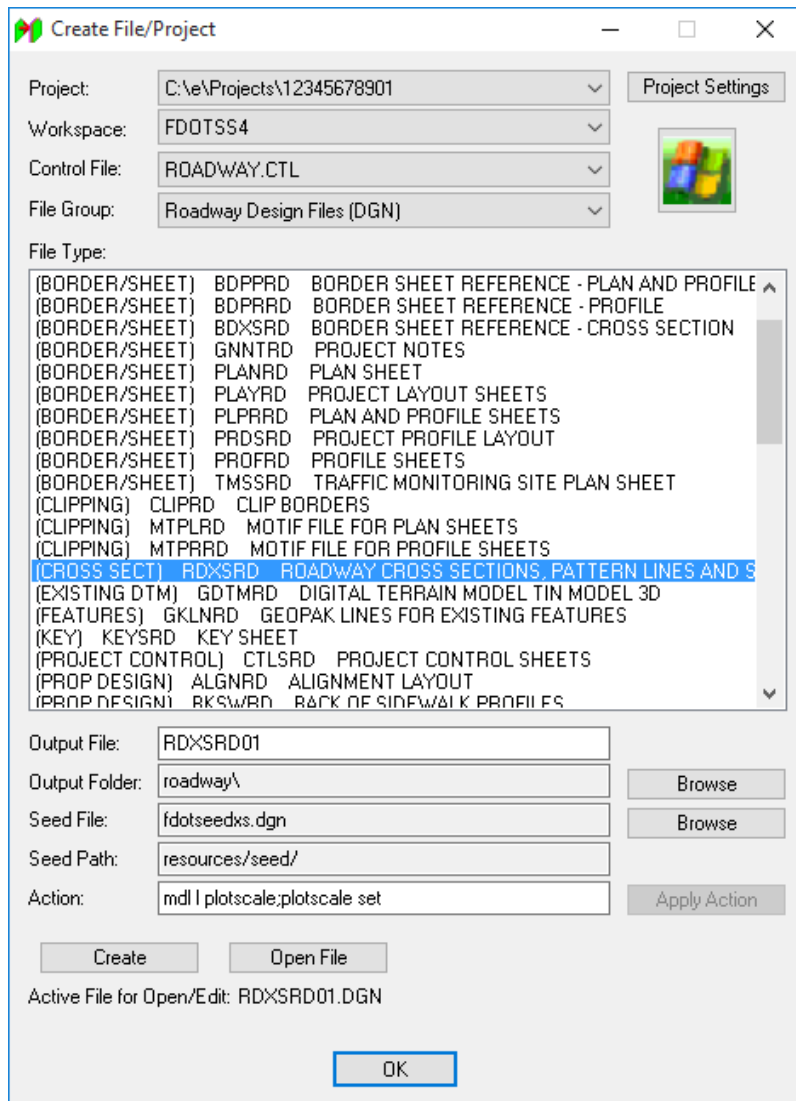 Create File/Project
Project: C:\e\Projects\12345678901 Project Settings
Workspace: FDOTSS4
Control File: ROADWAY.CTL
File Group: Roadway Design Files (DGN)
File Type:
(BORDER/SHEET) BDPPRD BORDER SHEET REFERENCE - PLAN AND PROFILE
(BORDER/SHEET) BDPRRD BORDER SHEET REFERENCE - PROFILE
(BORDER/SHEET) BDXSRD BORDER SHEET REFERENCE - CROSS SECTION
(BORDER/SHEET) GNNTRD PROJECT NOTES
(BORDER/SHEET) PLANRD PLAN SHEET
(BORDER/SHEET) PLAYRD PROJECT LAYOUT SHEETS
(BORDER/SHEET) PLPRRD PLAN AND PROFILE SHEETS
(BORDER/SHEET) PRDSRD PROJECT PROFILE LAYOUT
(BORDER/SHEET) PROFRD PROFILE SHEETS
(BORDER/SHEET) TMSSRD TRAFFIC MONITORING SITE PLAN SHEET
(CLIPPING) CLIPRD CLIP BORDERS
(CLIPPING) MTPLRD MOTIF FILE FOR PLAN SHEETS
(CLIPPING) MTPRRD MOTIF FILE FOR PROFILE SHEETS
(CROSS SECT) RDXSRD ROADWAY CROSS SECTIONS, PATTERN LINES AND S
(EXISTING DTM) GDTMRD DIGITAL TERRAIN MODEL TIN MODEL 3D
(FEATURES) GKLNRD GEOPAK LINES FOR EXISTING FEATURES
(KEY) KEYSRD KEY SHEET
(PROJECT CONTROL) CTLSRD PROJECT CONTROL SHEETS
(PROP DESIGN) ALGNRD ALIGNMENT LAYOUT
(PROP DESIGN) BKSWRD BACK OF SIDEWALK PROFILES
Output File: RDXSRD01
Output Folder: roadway\ Browse
Seed File: fdotseedxs.dgn Browse
Seed Path: resources/seed/
Action: mdl l plotscale;plotscale set Apply Action
Create Open File
Active File for Open/Edit: RDXSRD01.DGN
OK